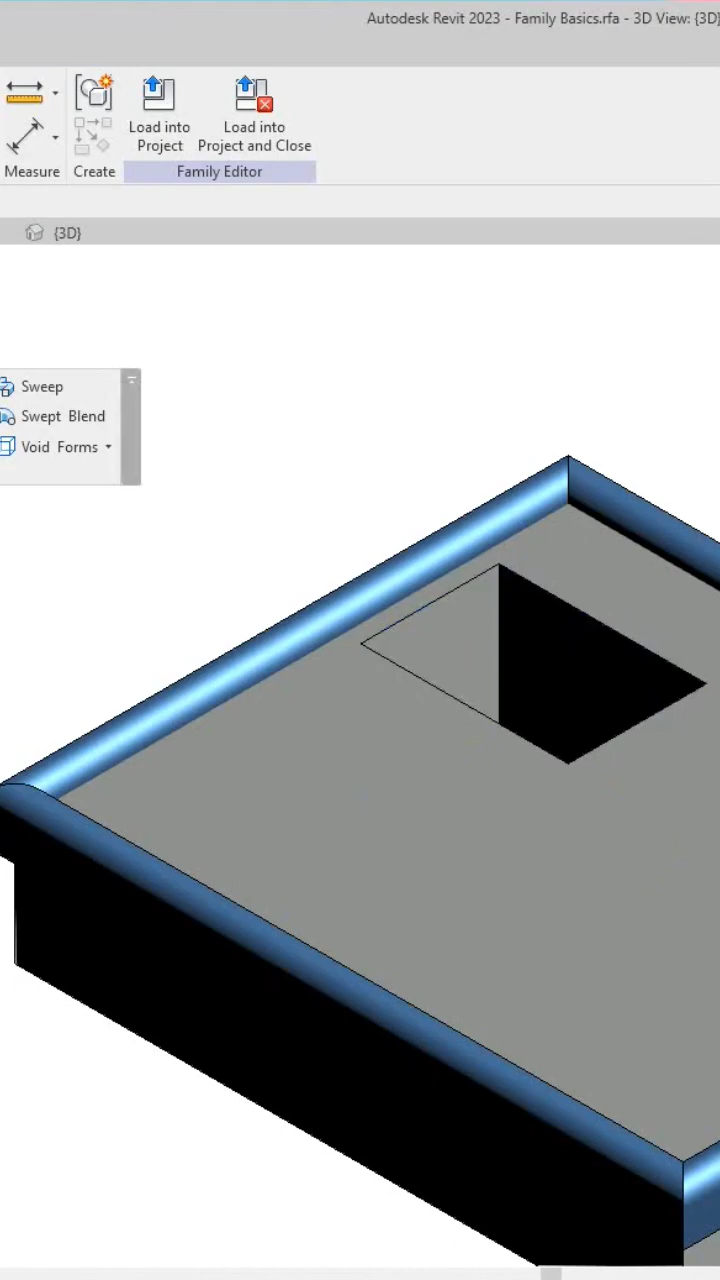 Autodesk Revit 2023 - Family Basics.rfa - 3D View: {3D}
Load into
Project
Load into
Project and Close
Measure
Create
Family Editor
{3D}
Sweep
Swept Blend
Void Forms